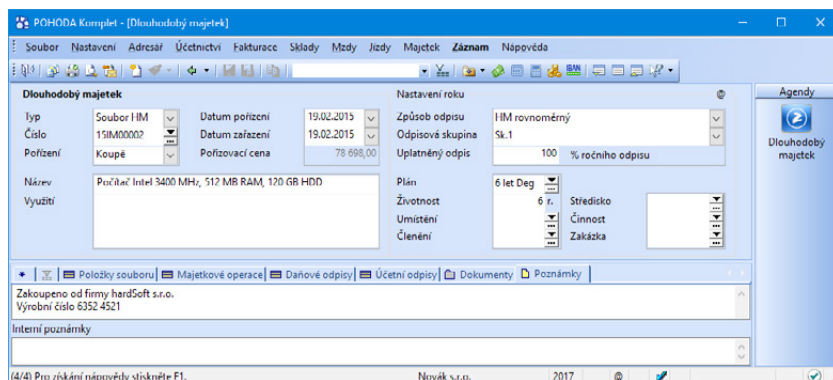 POHODA Komplet - [Dlouhodobý majetek]
Soubor Nastavení Adresář Účetnictví Fakturace Sklady Mzdy Jízdy Majetek Záznam Nápověda
Dlouhodobý majetek Nastavení roku @ Agendy
Typ Soubor HM Datum pořízení 19.02.2015 Způsob odpisu HM rovnoměrný
Číslo 15IM00002 Datum zařazení 19.02.2015 Odpisová skupina Sk.1
Pořízení Koupě Pořizovací cena 78 698,00 Uplatněný odpis 100 % ročního odpisu
Dlouhodobý majetek
Název Počítač Intel 3400 MHz, 512 MB RAM, 120 GB HDD Plán 6 let Deg
Využití Životnost 6 r. Středisko
Umístění Činnost
Členění Zakázka
Položky souboru Majetkové operace Daňové odpisy Účetní odpisy Dokumenty Poznámky
Zakoupeno od firmy hardSoft s.r.o.
Výrobní číslo 6352 4521
Interní poznámky
(4/4) Pro získání nápovědy stiskněte F1. Novák s.r.o. 2017 @